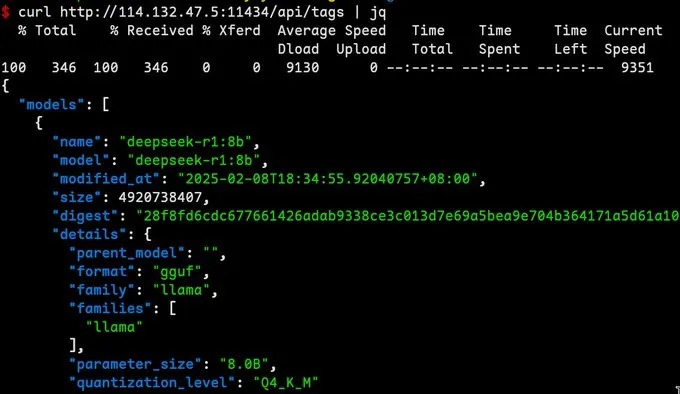 $ curl http://114.132.47.5:11434/api/tags | jq
  % Total    % Received % Xferd  Average Speed   Time    Time     Time  Current
                                 Dload  Upload   Total   Spent    Left  Speed
100   346  100   346    0     0   9130      0 --:--:-- --:--:-- --:--:--  9351
{
  "models": [
    {
      "name": "deepseek-r1:8b",
      "model": "deepseek-r1:8b",
      "modified_at": "2025-02-08T18:34:55.92040757+08:00",
      "size": 4920738407,
      "digest": "28f8fd6cdc677661426adab9338ce3c013d7e69a5bea9e704b364171a5d61a10
      "details": {
        "parent_model": "",
        "format": "gguf",
        "family": "llama",
        "families": [
          "llama"
        ],
        "parameter_size": "8.0B",
        "quantization_level": "Q4_K_M"